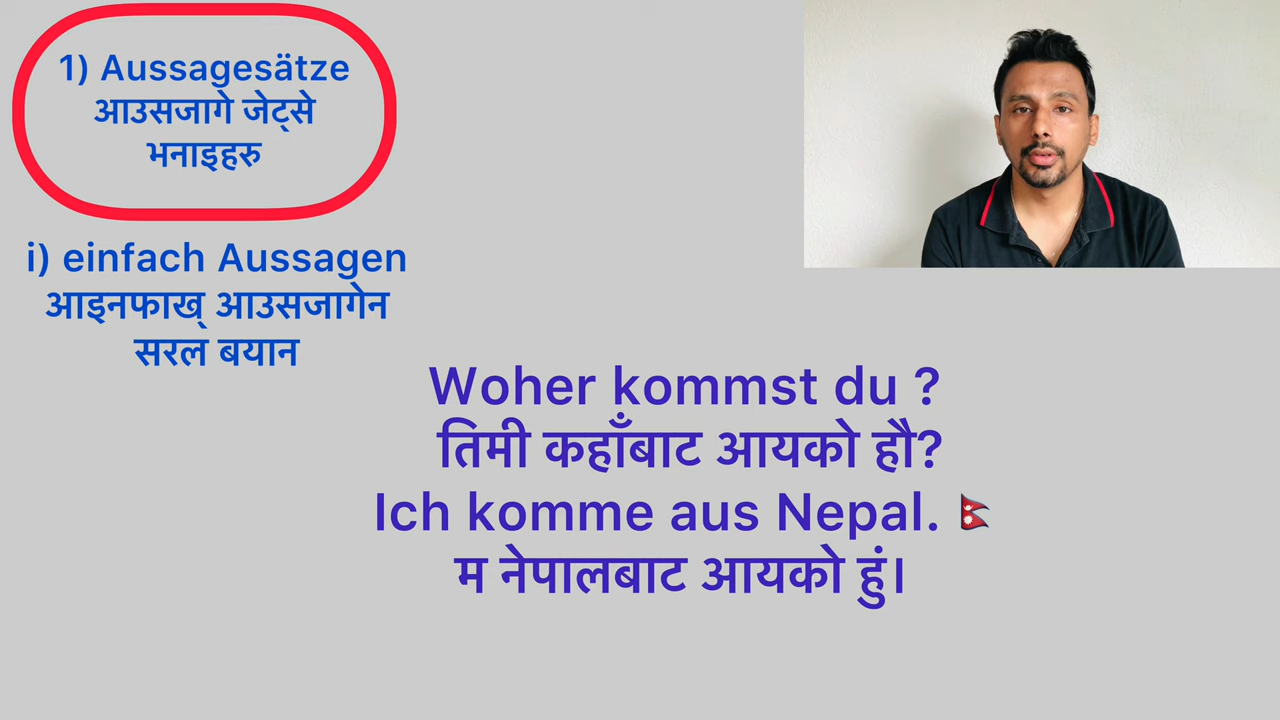 1) Aussagesätze
आउसजागे जेट्से
भनाइहरु
i) einfach Aussagen
आइनफाख् आउसजागेन
सरल बयान
Woher kommst du ?
तिमी कहाँबाट आयको हौ?
Ich komme aus Nepal. 🇳🇵
म नेपालबाट आयको हुं।